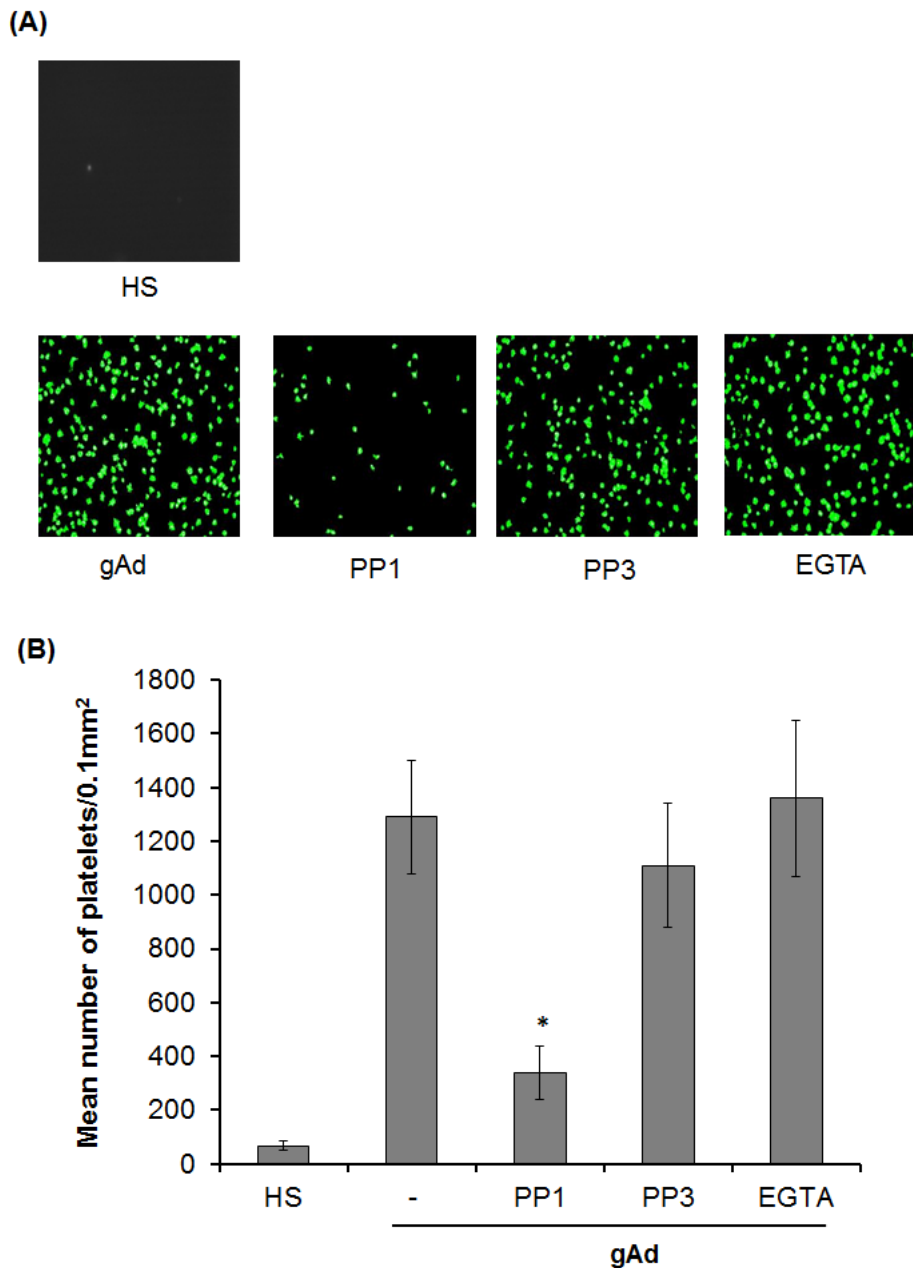 (A)
HS
gAd PP1 PP3 EGTA
(B)
Mean number of platelets/0.1mm²
1800
1600
1400
1200
1000
800
600
400
200
0
*
HS - PP1 PP3 EGTA
gAd